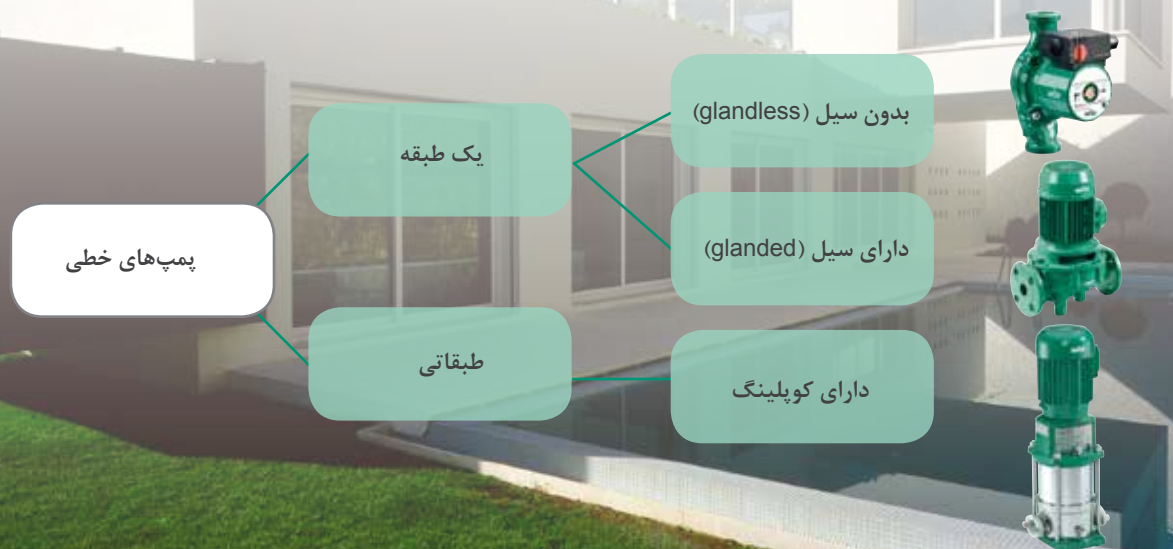 پمپ‌های خطی
یک طبقه
بدون سیل (glandless)
دارای سیل (glanded)
طبقاتی
دارای کوپلینگ